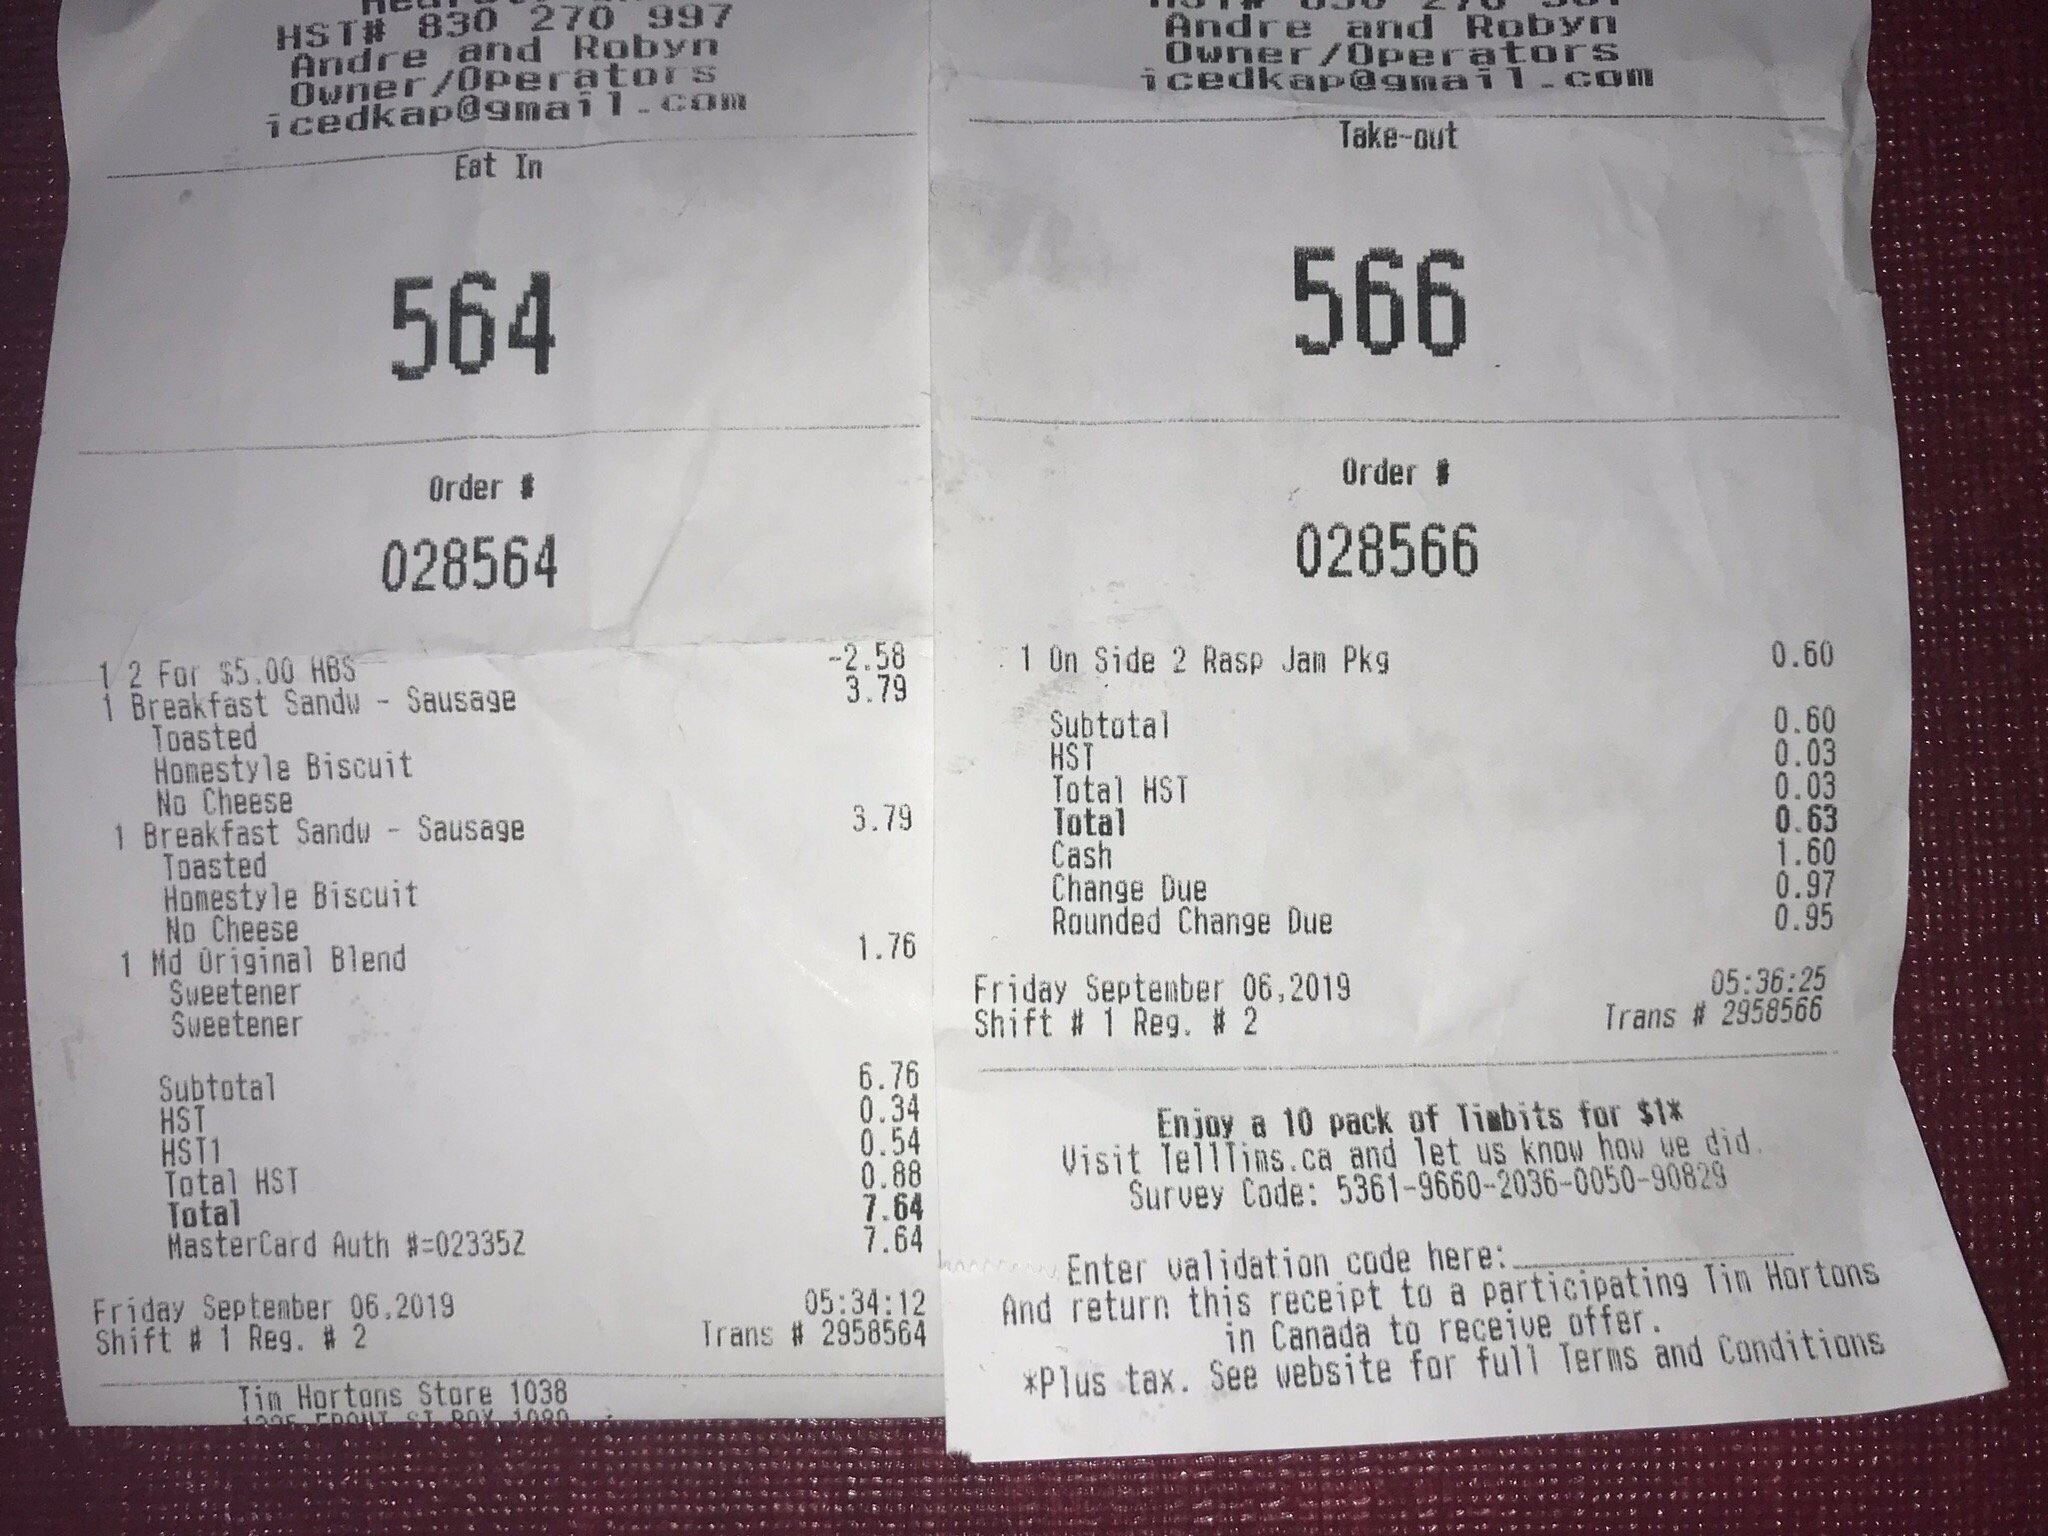 HST# 830 270 997
Andre and Robyn
Owner/Operators
icedkap@gmail.com
Eat In
564
Order #
028564
1 2 For $5.00 HBS -2.58
1 Breakfast Sandw - Sausage 3.79
Toasted
Homestyle Biscuit
No Cheese
1 Breakfast Sandw - Sausage 3.79
Toasted
Homestyle Biscuit
No Cheese
1 Md Original Blend 1.76
Sweetener
Sweetener
Subtotal 6.76
HST 0.34
HST1 0.54
Total HST 0.88
Total 7.64
MasterCard Auth #=02335Z 7.64
Friday September 06,2019 05:34:12
Shift # 1 Reg. # 2 Trans # 2958564
Tim Hortons Store 1038
Andre and Robyn
Owner/Operators
icedkap@gmail.com
Take-out
566
Order #
028566
1 On Side 2 Rasp Jam Pkg 0.60
Subtotal 0.60
HST 0.03
Total HST 0.03
Total 0.63
Cash 1.60
Change Due 0.97
Rounded Change Due 0.95
Friday September 06,2019 05:36:25
Shift # 1 Reg. # 2 Trans # 2958566
Enjoy a 10 pack of Timbits for $1*
Visit TellTims.ca and let us know how we did.
Survey Code: 5361-9660-2036-0050-90829
Enter validation code here:
And return this receipt to a participating Tim Hortons
in Canada to receive offer.
*Plus tax. See website for full Terms and Conditions